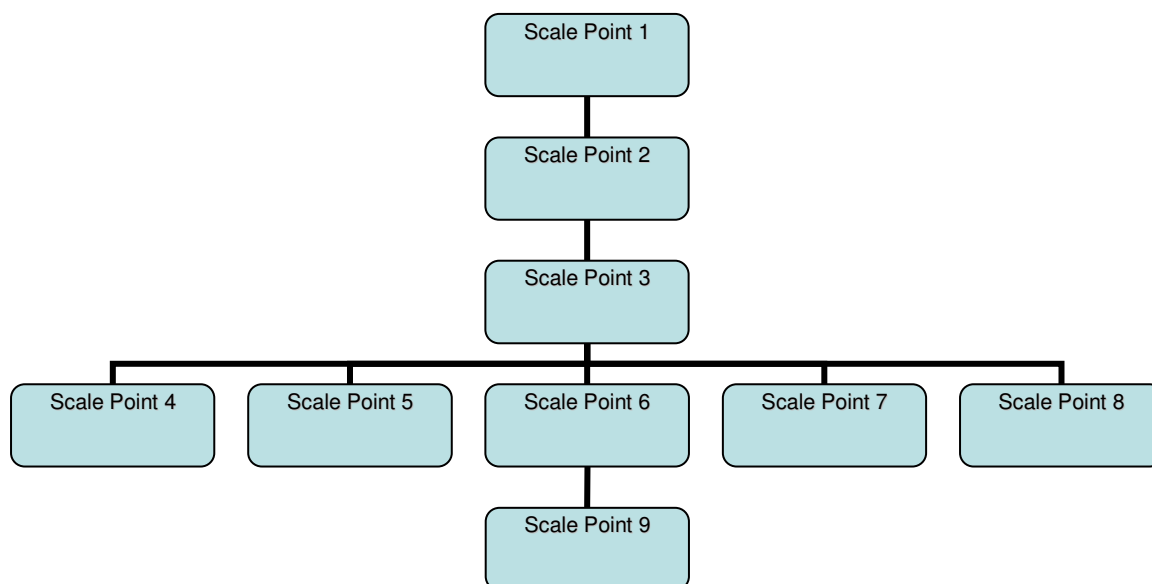 Scale Point 1
Scale Point 2
Scale Point 3
Scale Point 4
Scale Point 5
Scale Point 6
Scale Point 7
Scale Point 8
Scale Point 9